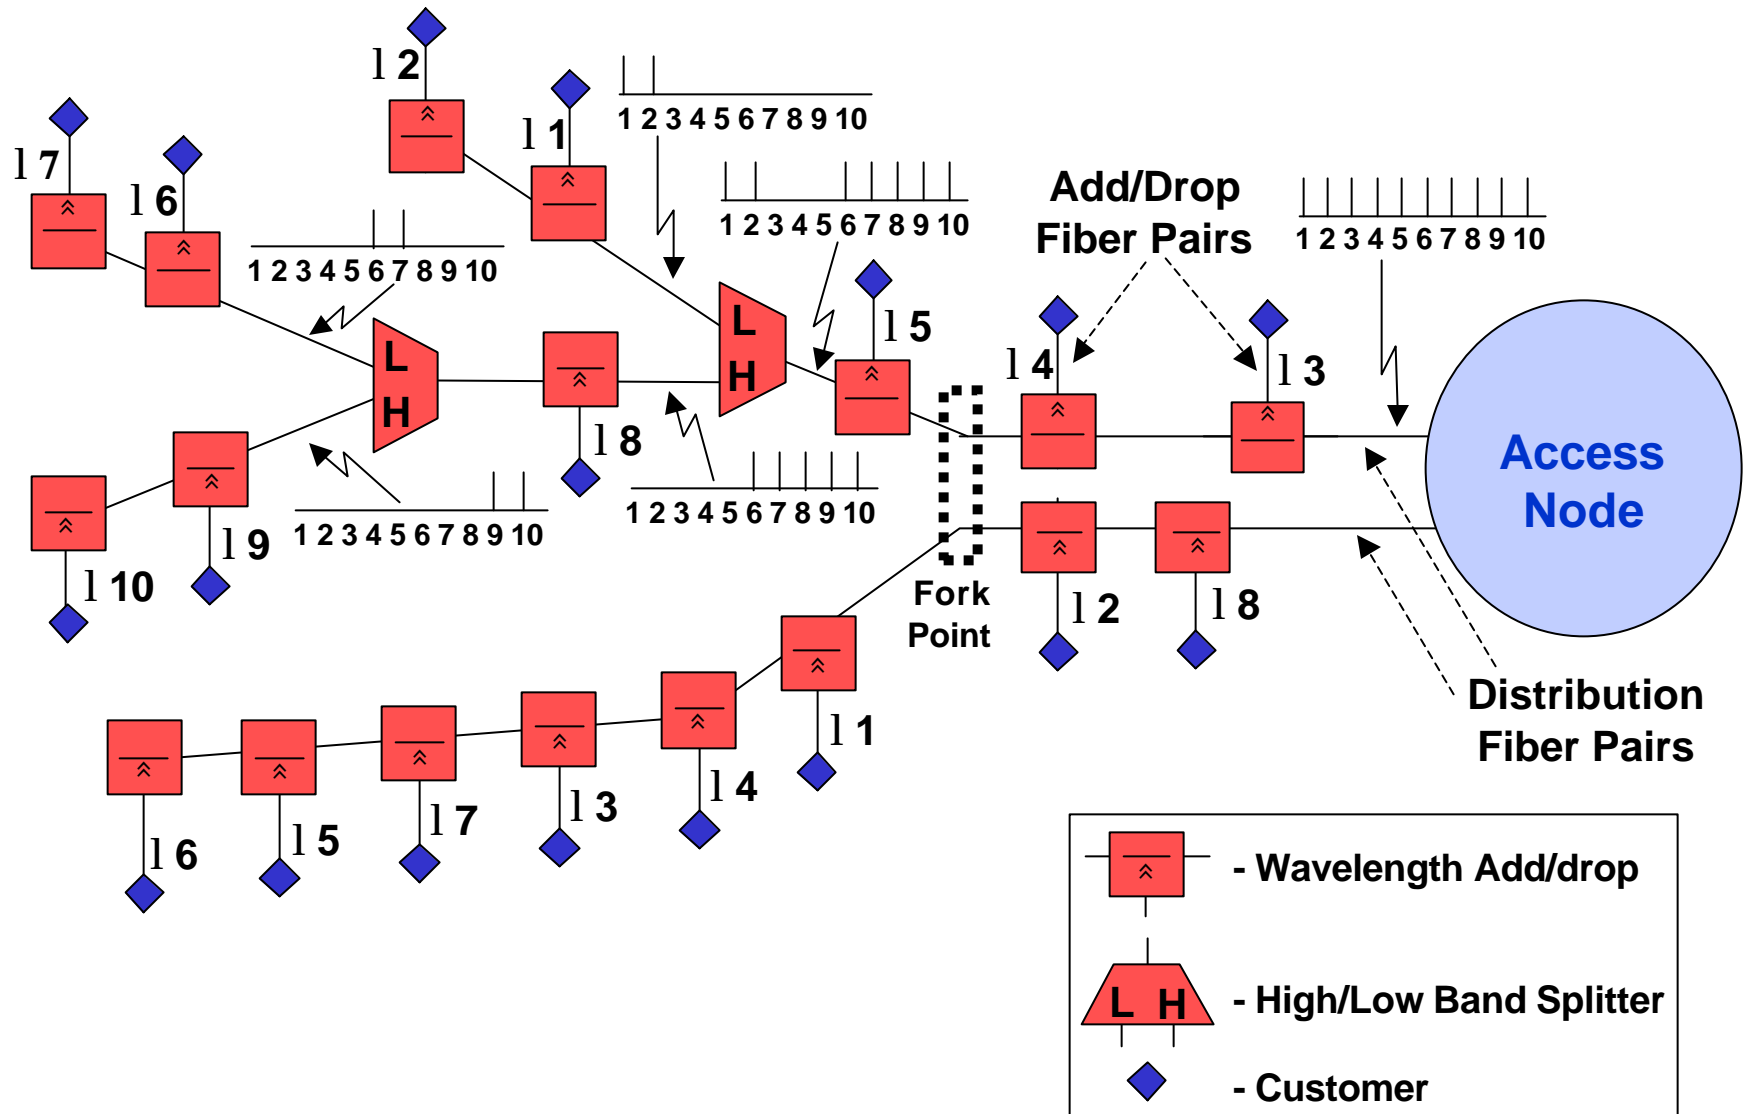 l 2
l 1
1 2 3 4 5 6 7 8 9 10
l 7
l 6
1 2 3 4 5 6 7 8 9 10
Add/Drop
Fiber Pairs
1 2 3 4 5 6 7 8 9 10
1 2 3 4 5 6 7 8 9 10
L
H
l 5
l 4
l 3
L
H
l 8
1 2 3 4 5 6 7 8 9 10
1 2 3 4 5 6 7 8 9 10
Access
Node
l 9
l 10
Fork
Point
l 2
l 8
l 1
l 4
l 3
l 7
l 5
l 6
Distribution
Fiber Pairs
- Wavelength Add/drop
L H
- High/Low Band Splitter
- Customer